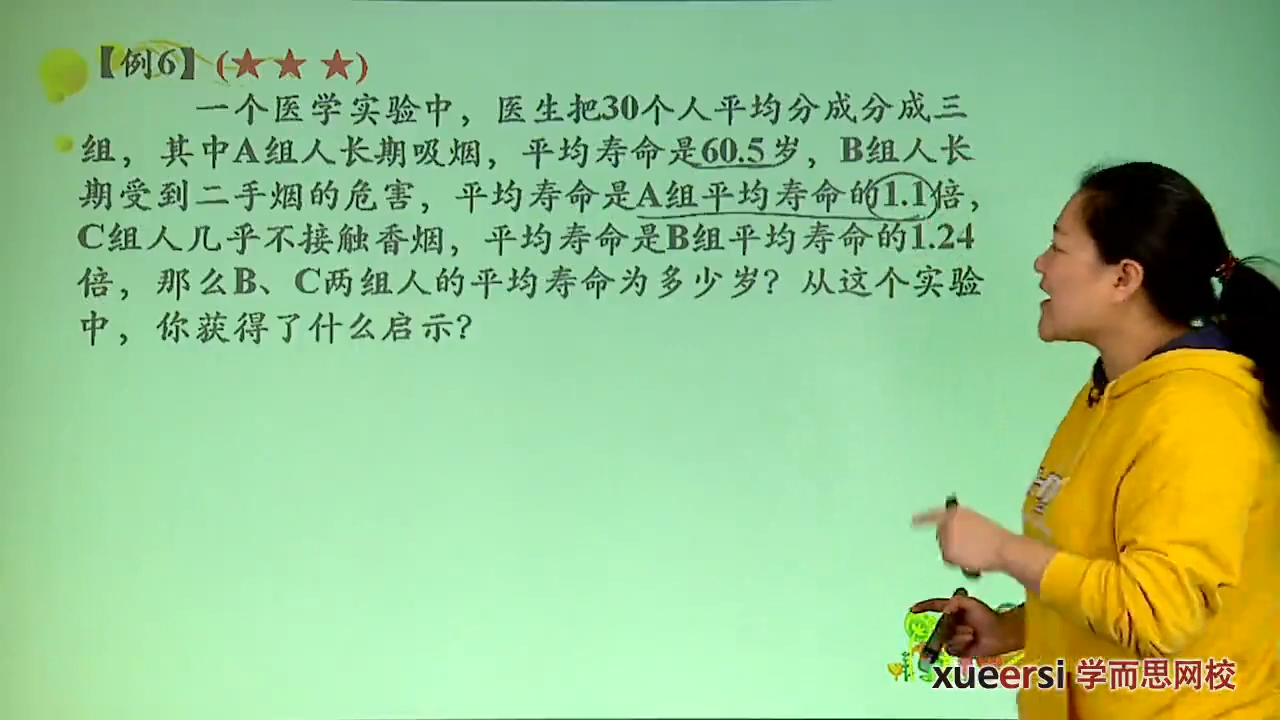 【例6】(★ ★ ★)
一个医学实验中，医生把30个人平均分成分成三
组，其中A组人长期吸烟，平均寿命是60.5岁，B组人长
期受到二手烟的危害，平均寿命是A组平均寿命的1.1倍，
C组人几乎不接触香烟，平均寿命是B组平均寿命的1.24
倍，那么B、C两组人的平均寿命为多少岁？从这个实验
中，你获得了什么启示？
xueersi 学而思网校